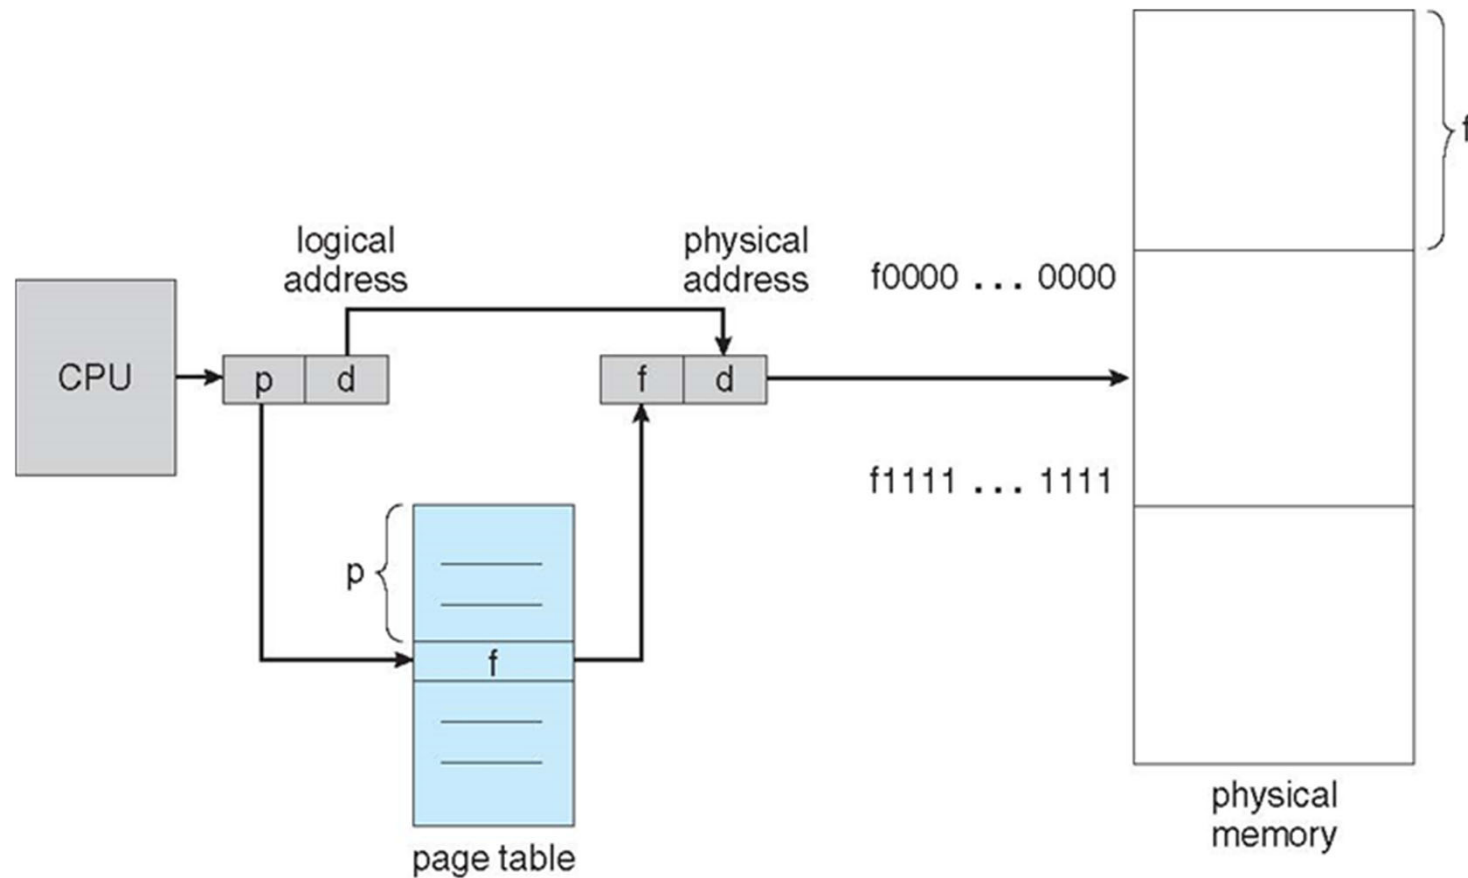 logical
address
physical
address
f0000 ... 0000
f
CPU
p
d
f
d
f1111 ... 1111
p
f
page table
physical
memory